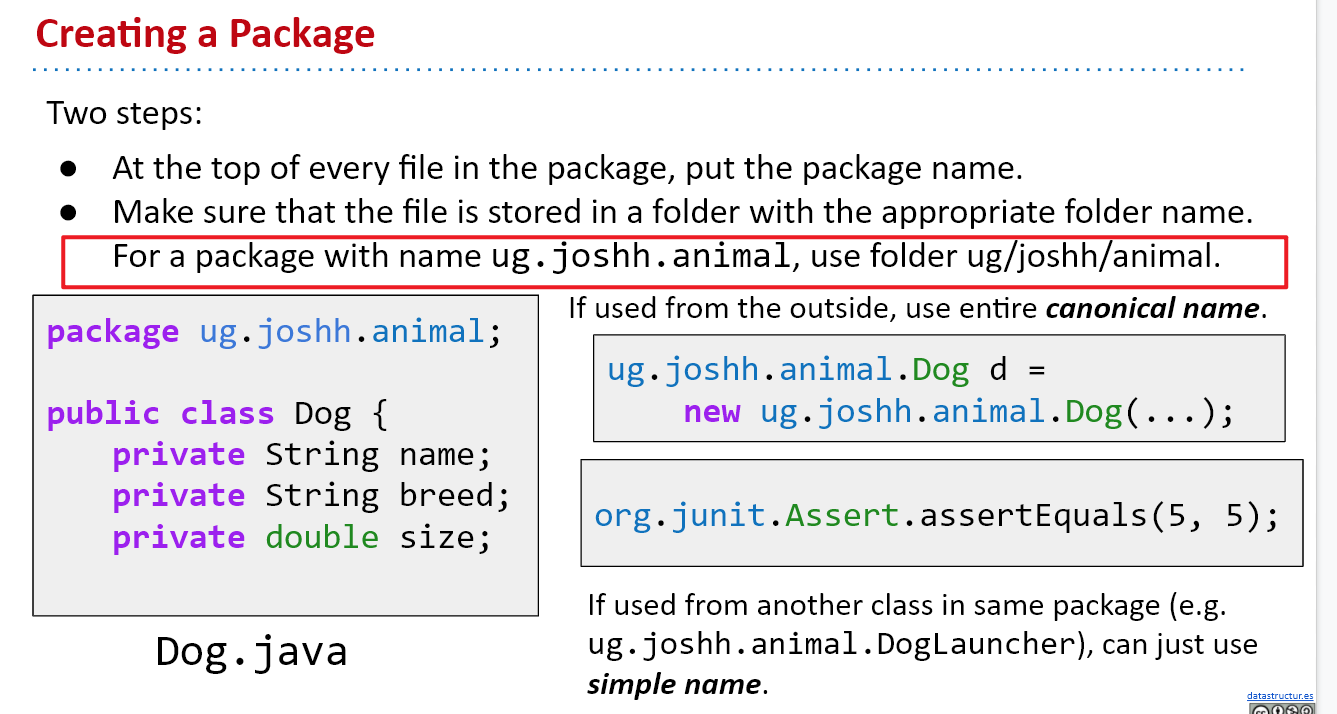 Creating a Package
Two steps:
● At the top of every file in the package, put the package name.
● Make sure that the file is stored in a folder with the appropriate folder name.
For a package with name ug.joshh.animal, use folder ug/joshh/animal.
package ug.joshh.animal;
public class Dog {
private String name;
private String breed;
private double size;
Dog.java
If used from the outside, use entire canonical name.
ug.joshh.animal.Dog d =
new ug.joshh.animal.Dog(...);
org.junit.Assert.assertEquals(5, 5);
If used from another class in same package (e.g.
ug.joshh.animal.DogLauncher), can just use
simple name.
datastructur.es